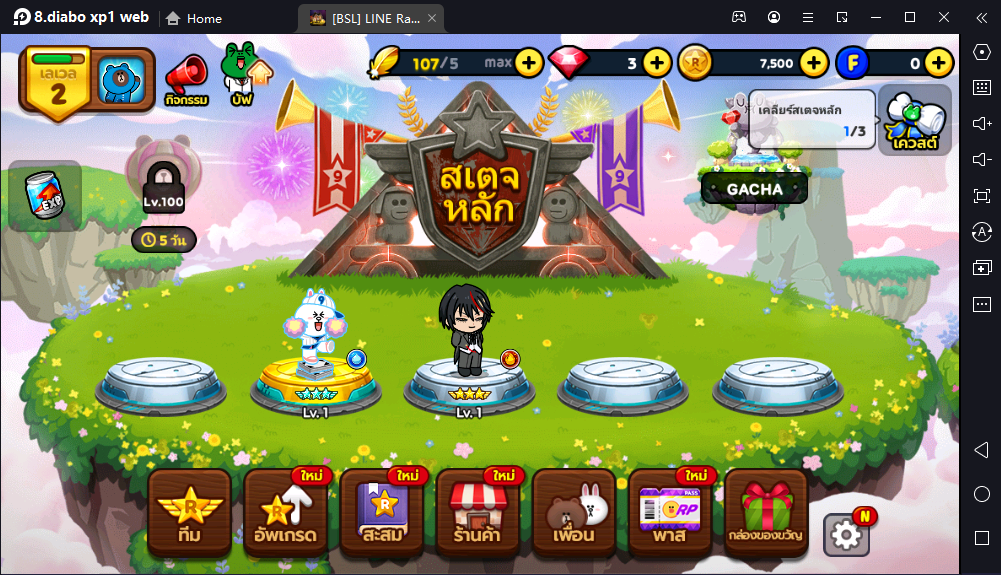 8.diabo xp1 web
Home
[BSL] LINE Ra...
เลเวล
2
กิจกรรม
บัฟ
107/5
max
3
R
7,500
F
0
เคลียร์สเตจหลัก
1/3
เควสต์
EXP
Lv.100
5 วัน
9
สเตจ
หลัก
9
GACHA
9
Lv. 1
Lv. 1
R
ทีม
ใหม่
R
อัพเกรด
ใหม่
R
สะสม
ใหม่
ร้านค้า
เพื่อน
ใหม่
PASS
RP
พาส
กล่องของขวัญ
N
A